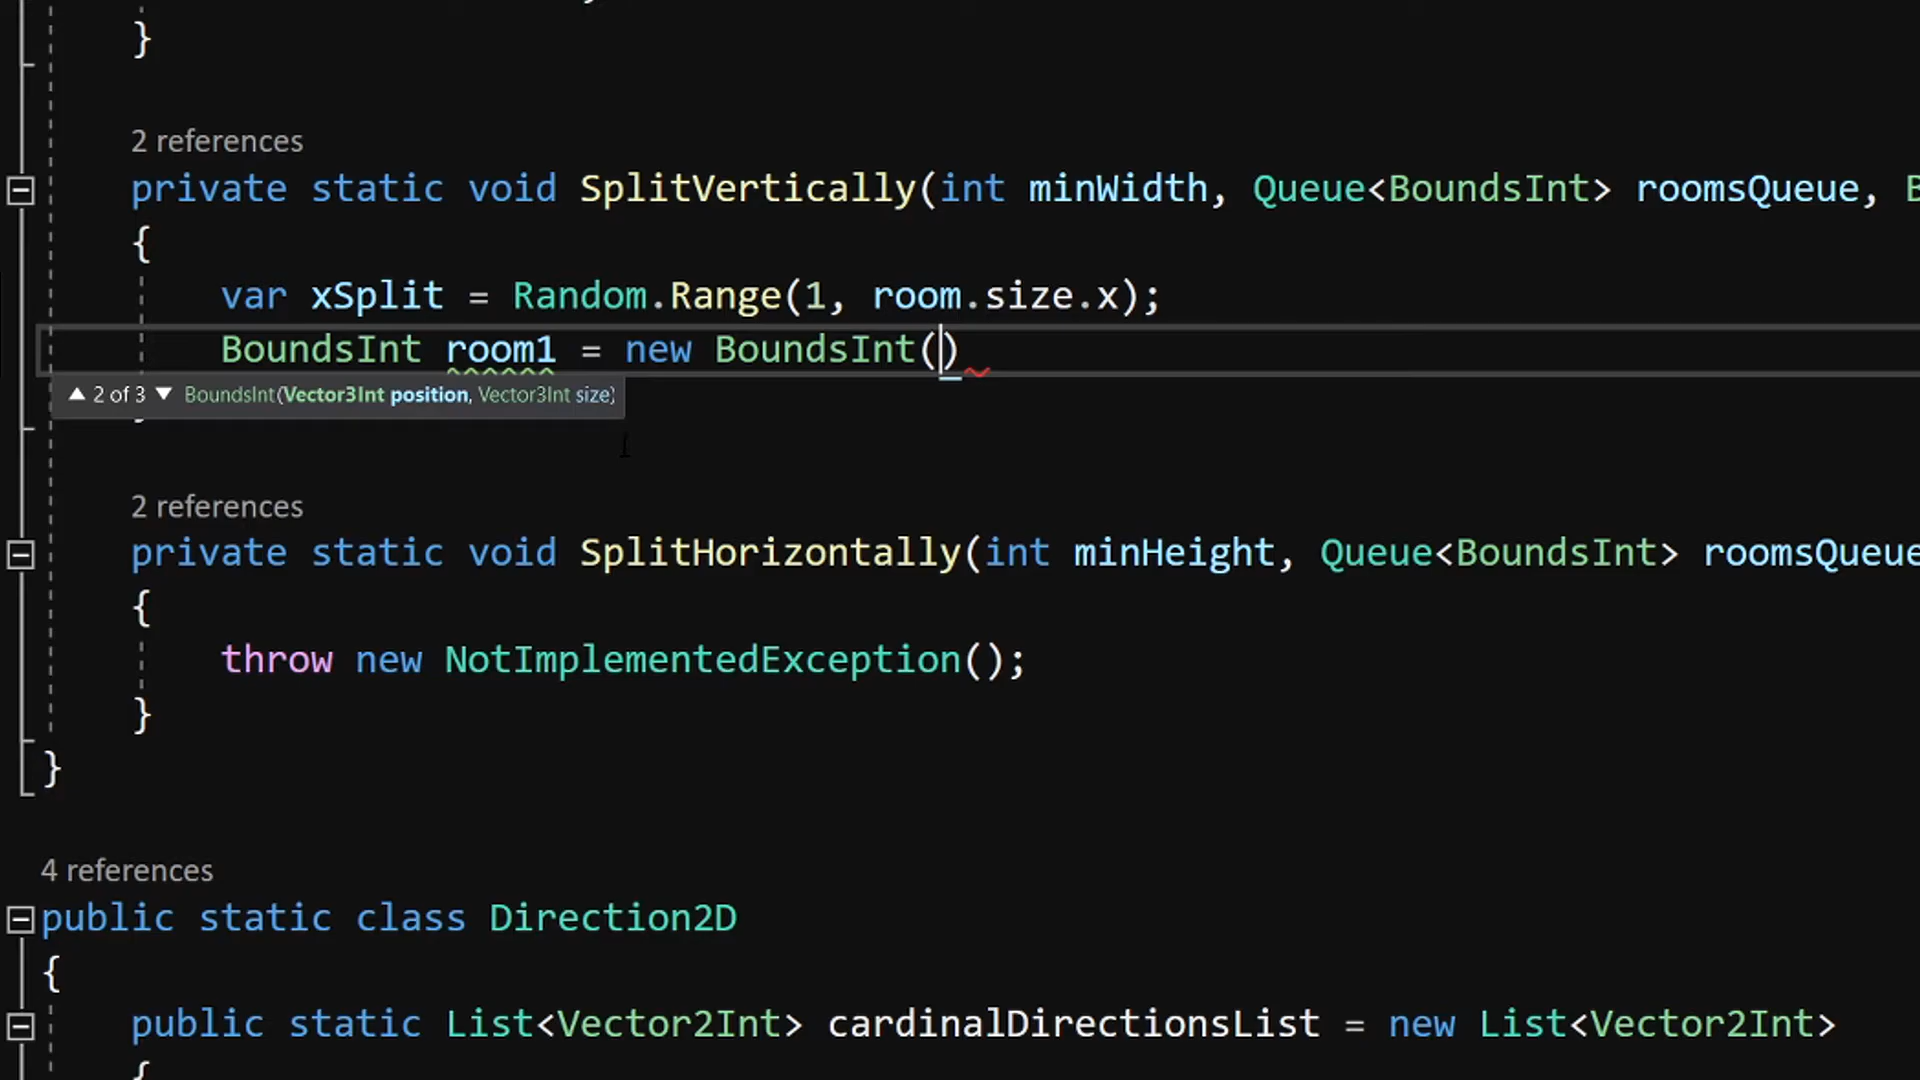 }
2 references
private static void SplitVertically(int minWidth, Queue<BoundsInt> roomsQueue, B
{
var xSplit = Random.Range(1, room.size.x);
BoundsInt room1 = new BoundsInt()
▲ 2 of 3 ▼ BoundsInt(Vector3Int position, Vector3Int size)
2 references
private static void SplitHorizontally(int minHeight, Queue<BoundsInt> roomsQueue
{
throw new NotImplementedException();
}
}
4 references
public static class Direction2D
{
public static List<Vector2Int> cardinalDirectionsList = new List<Vector2Int>
{